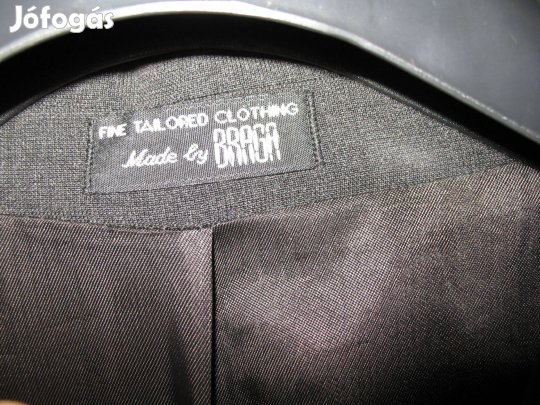 Jófogás
FINE TAILORED CLOTHING
Made by BRAGA